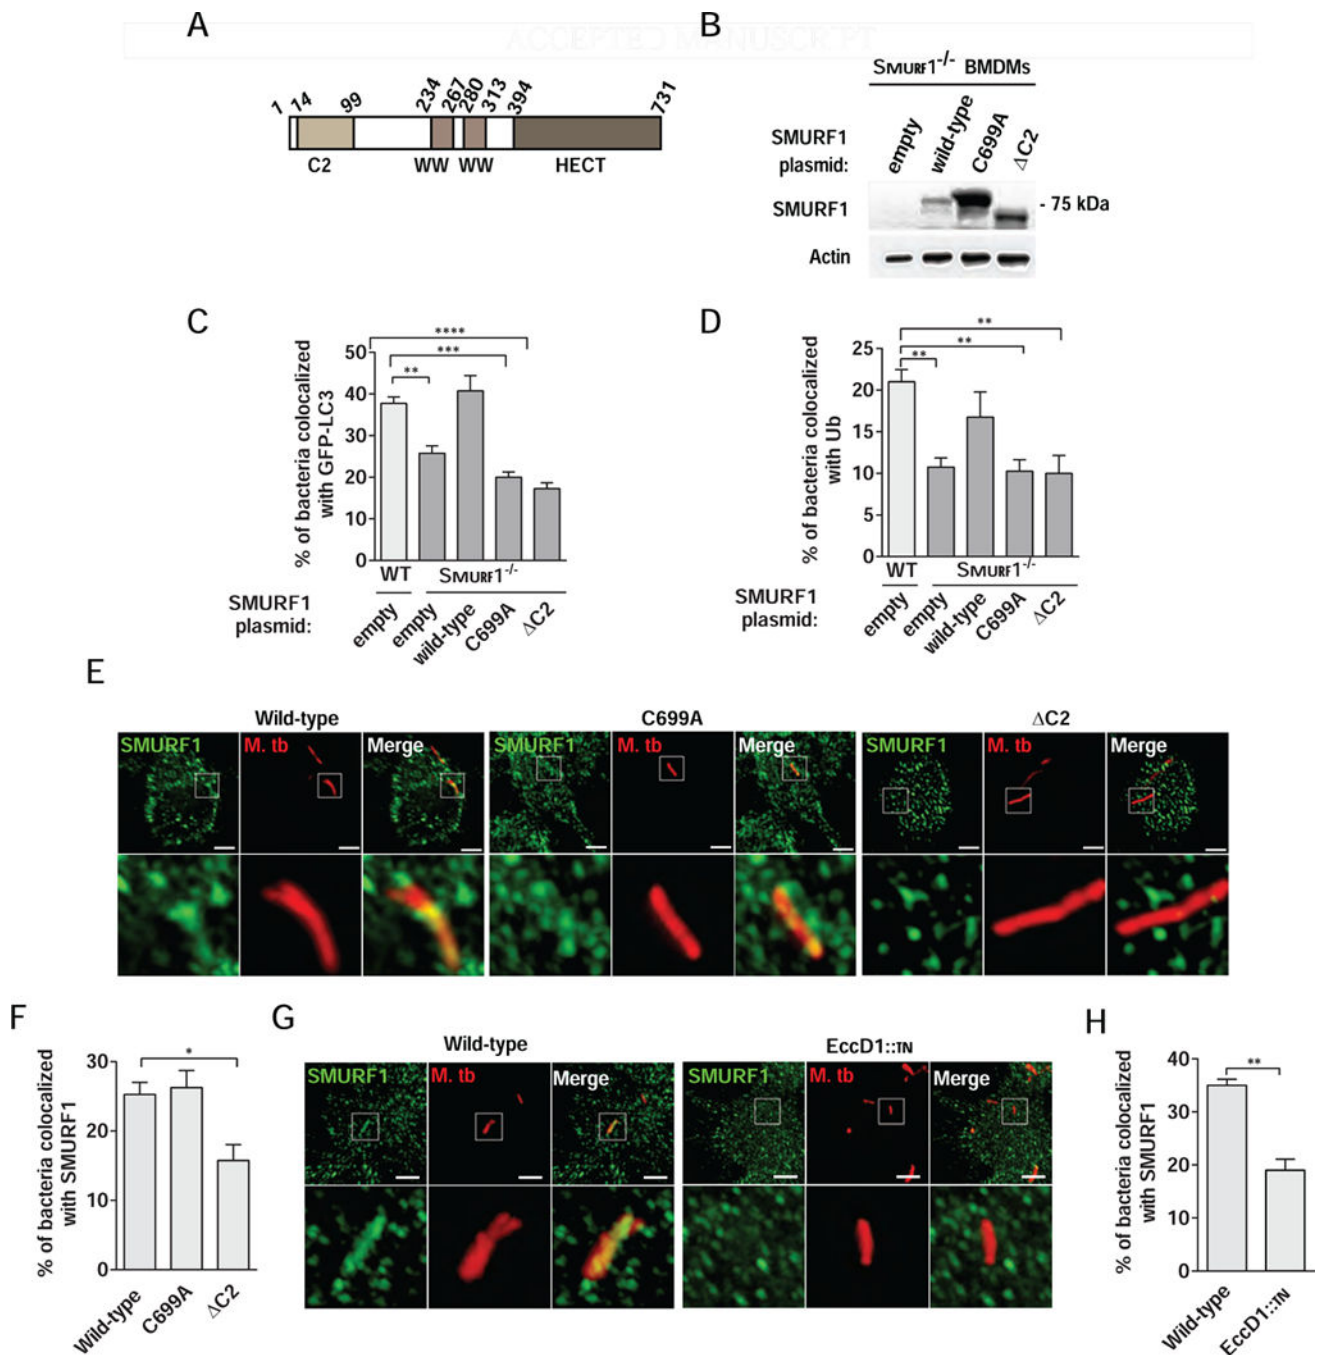 ACCEPTED MANUSCRIPT
A
1 14 99 234 267 280 313 394 731
C2 WW WW HECT
B
SMURF1-/- BMDMs
SMURF1 plasmid: empty wild-type C699A ΔC2
SMURF1 - 75 kDa
Actin
C
% of bacteria colocalized with GFP-LC3
50
40
30
20
10
0
**
***
****
WT SMURF1-/-
SMURF1 plasmid: empty empty wild-type C699A ΔC2
D
% of bacteria colocalized with Ub
25
20
15
10
5
0
**
**
**
WT SMURF1-/-
SMURF1 plasmid: empty empty wild-type C699A ΔC2
E
Wild-type C699A ΔC2
SMURF1 M. tb Merge SMURF1 M. tb Merge SMURF1 M. tb Merge
F
% of bacteria colocalized with SMURF1
30
20
10
0
*
Wild-type C699A ΔC2
G
Wild-type EccD1::TN
SMURF1 M. tb Merge SMURF1 M. tb Merge
H
% of bacteria colocalized with SMURF1
40
30
20
10
0
**
Wild-type EccD1::TN